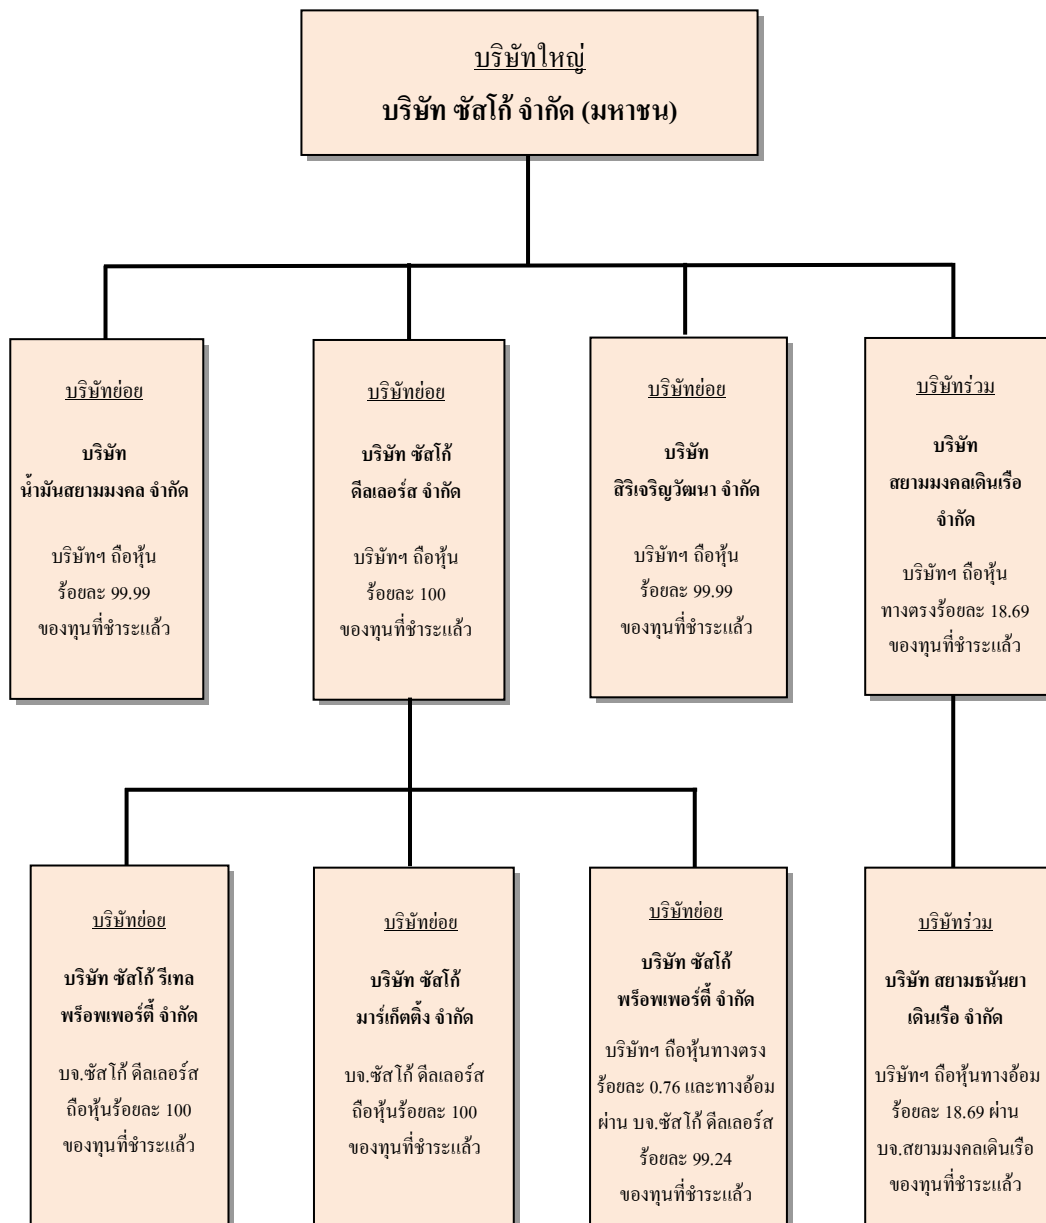 บริษัทใหญ่
บริษัท ซัสโก้ จำกัด (มหาชน)
บริษัทย่อย
บริษัท
น้ำมันสยามมงคล จำกัด
บริษัทฯ ถือหุ้น
ร้อยละ 99.99
ของทุนที่ชำระแล้ว
บริษัทย่อย
บริษัท ซัสโก้
ดีลเลอร์ส จำกัด
บริษัทฯ ถือหุ้น
ร้อยละ 100
ของทุนที่ชำระแล้ว
บริษัทย่อย
บริษัท
สิริเจริญวัฒนา จำกัด
บริษัทฯ ถือหุ้น
ร้อยละ 99.99
ของทุนที่ชำระแล้ว
บริษัทร่วม
บริษัท
สยามมงคลเดินเรือ
จำกัด
บริษัทฯ ถือหุ้น
ทางตรงร้อยละ 18.69
ของทุนที่ชำระแล้ว
บริษัทย่อย
บริษัท ซัสโก้ รีเทล
พร็อพเพอร์ตี้ จำกัด
บจ.ซัสโก้ ดีลเลอร์ส
ถือหุ้นร้อยละ 100
ของทุนที่ชำระแล้ว
บริษัทย่อย
บริษัท ซัสโก้
มาร์เก็ตติ้ง จำกัด
บจ.ซัสโก้ ดีลเลอร์ส
ถือหุ้นร้อยละ 100
ของทุนที่ชำระแล้ว
บริษัทย่อย
บริษัท ซัสโก้
พร็อพเพอร์ตี้ จำกัด
บริษัทฯ ถือหุ้นทางตรง
ร้อยละ 0.76 และทางอ้อม
ผ่าน บจ.ซัสโก้ ดีลเลอร์ส
ร้อยละ 99.24
ของทุนที่ชำระแล้ว
บริษัทร่วม
บริษัท สยามธนันยา
เดินเรือ จำกัด
บริษัทฯ ถือหุ้นทางอ้อม
ร้อยละ 18.69 ผ่าน
บจ.สยามมงคลเดินเรือ
ของทุนที่ชำระแล้ว